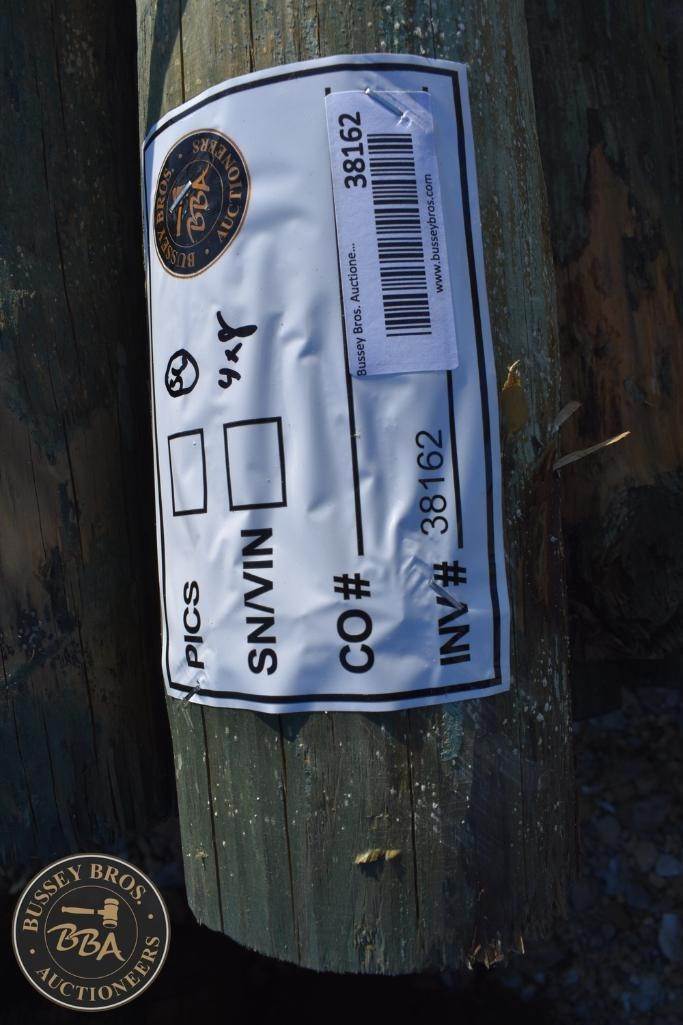 BUSSEY BROS. · AUCTIONEERS ·
BBA
PICS
4x8
SN/VIN
CO #
INV # 38162
38162
Bussey Bros. Auctione...
www.busseybros.com
BUSSEY BROS.
BBA
· AUCTIONEERS ·